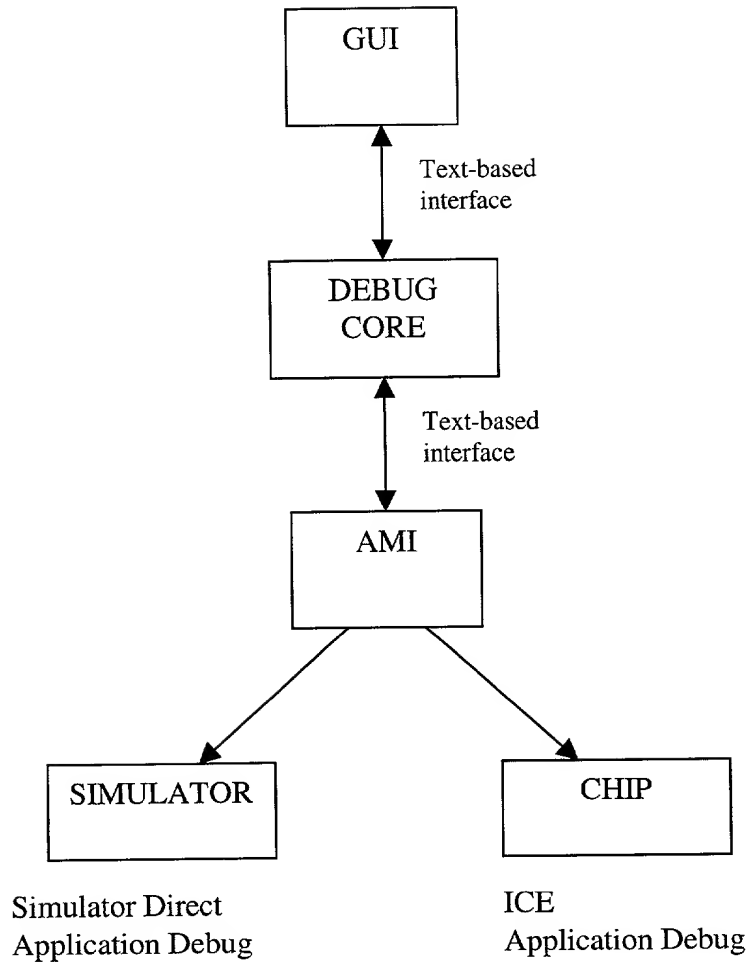 GUI
Text-based
interface
DEBUG
CORE
Text-based
interface
AMI
SIMULATOR
CHIP
Simulator Direct
Application Debug
ICE
Application Debug